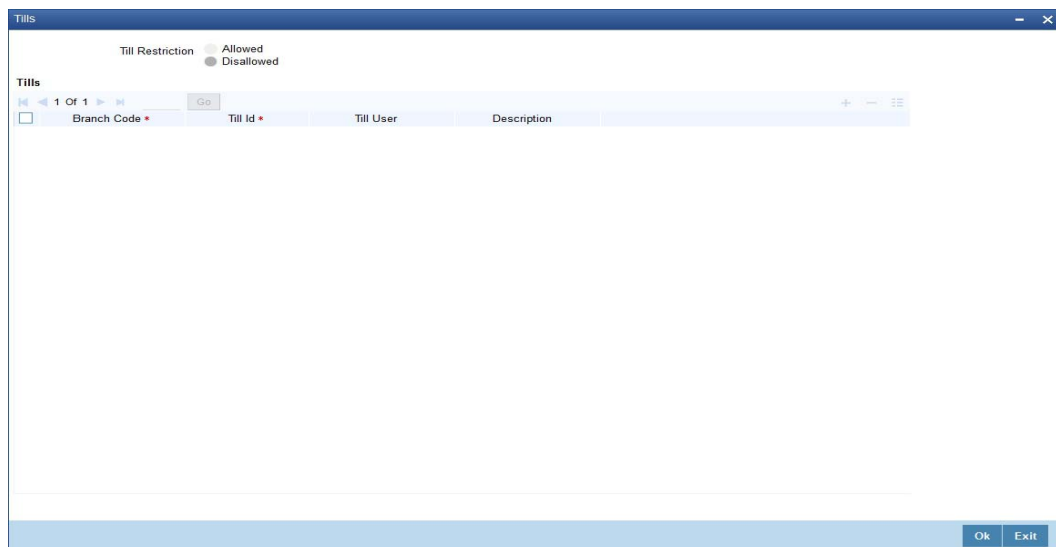 Tills
Till Restriction Allowed
Disallowed
Tills
1 Of 1 Go
Branch Code * Till Id * Till User Description
Ok Exit